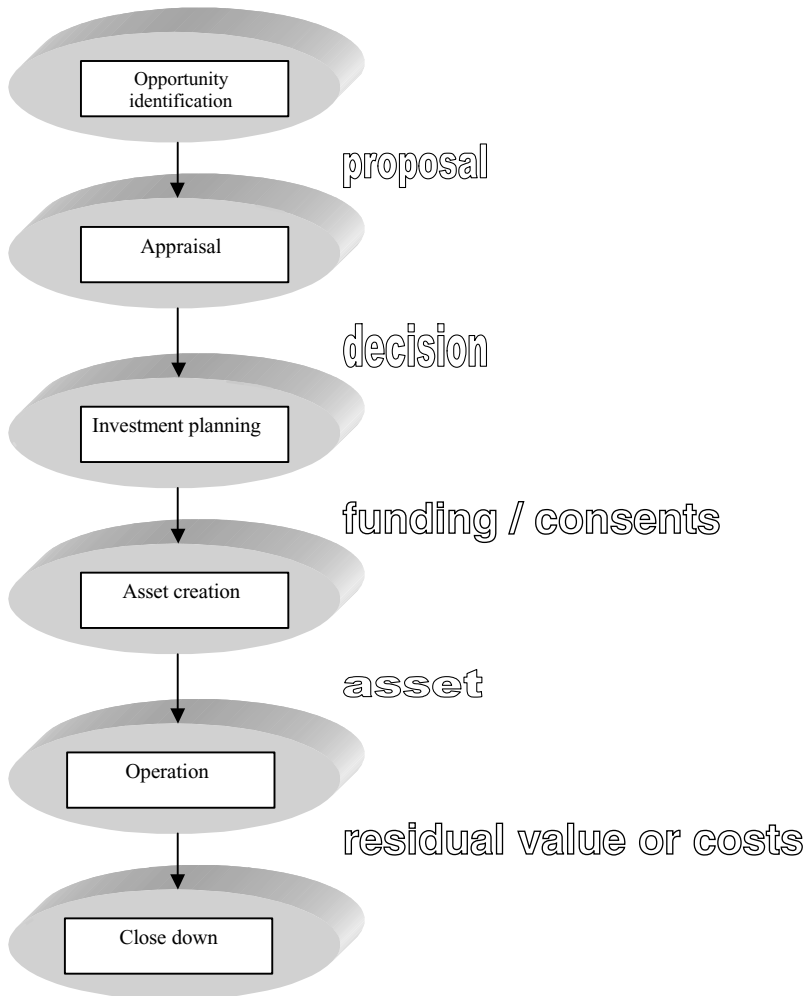 Opportunity
identification
proposal
Appraisal
decision
Investment planning
funding / consents
Asset creation
asset
Operation
residual value or costs
Close down